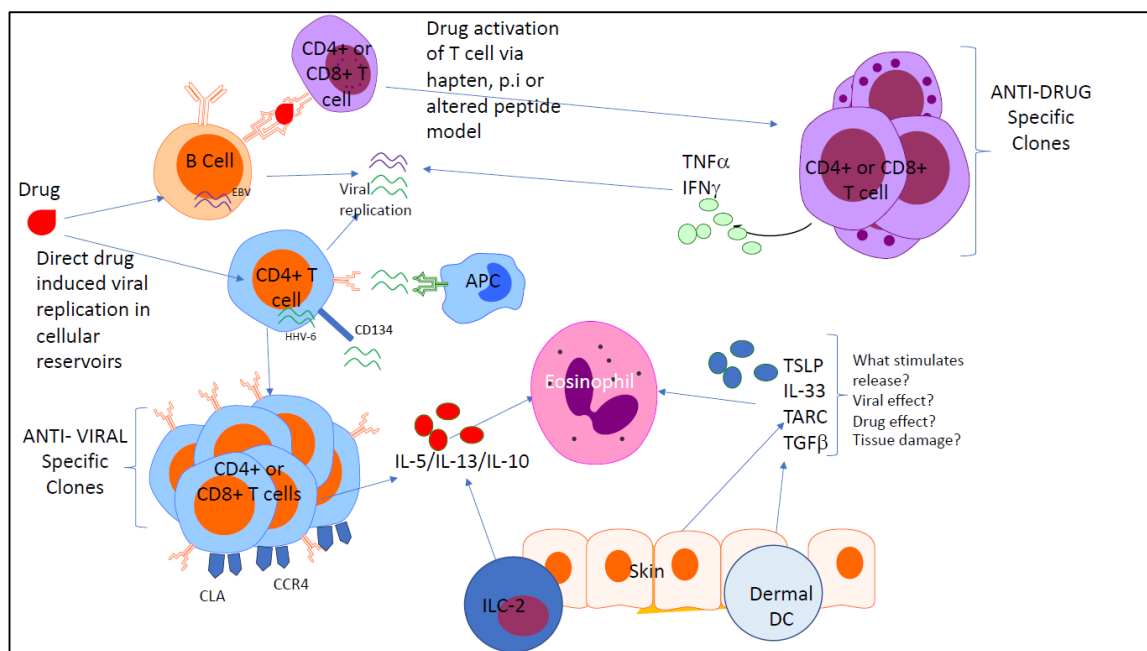 CD4+ or
CD8+ T
cell
Drug activation
of T cell via
hapten, p.i or
altered peptide
model
ANTI-DRUG
Specific
Clones
B Cell
EBV
Drug
Viral
replication
TNFα
IFNγ
CD4+ or CD8+
T cell
Direct drug
induced viral
replication in
cellular
reservoirs
CD4+ T
cell
HHV-6
CD134
APC
Eosinophil
TSLP
IL-33
TARC
TGFβ
What stimulates
release?
Viral effect?
Drug effect?
Tissue damage?
ANTI- VIRAL
Specific
Clones
CD4+ or
CD8+ T cells
IL-5/IL-13/IL-10
CLA
CCR4
ILC-2
Skin
Dermal
DC